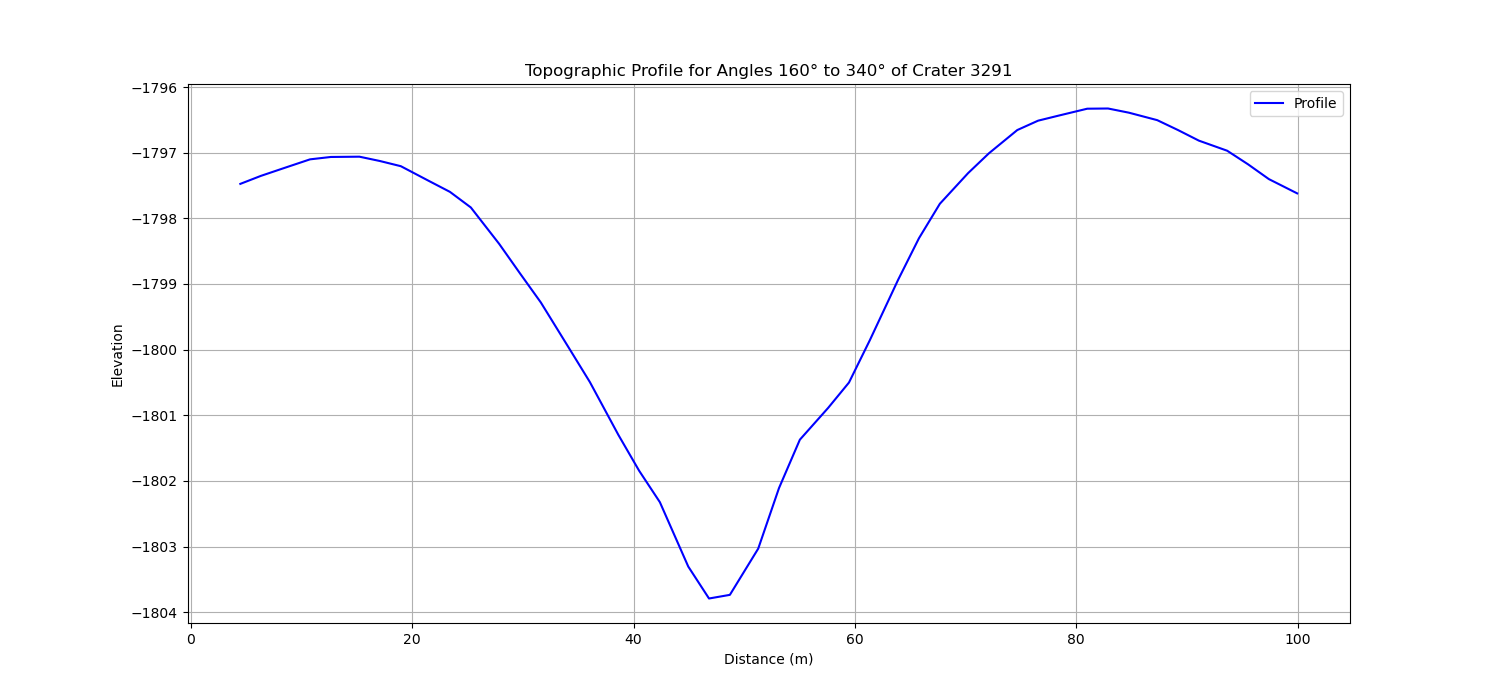 Topographic Profile for Angles 160° to 340° of Crater 3291
Profile
Elevation
−1796
−1797
−1798
−1799
−1800
−1801
−1802
−1803
−1804
0 20 40 60 80 100
Distance (m)